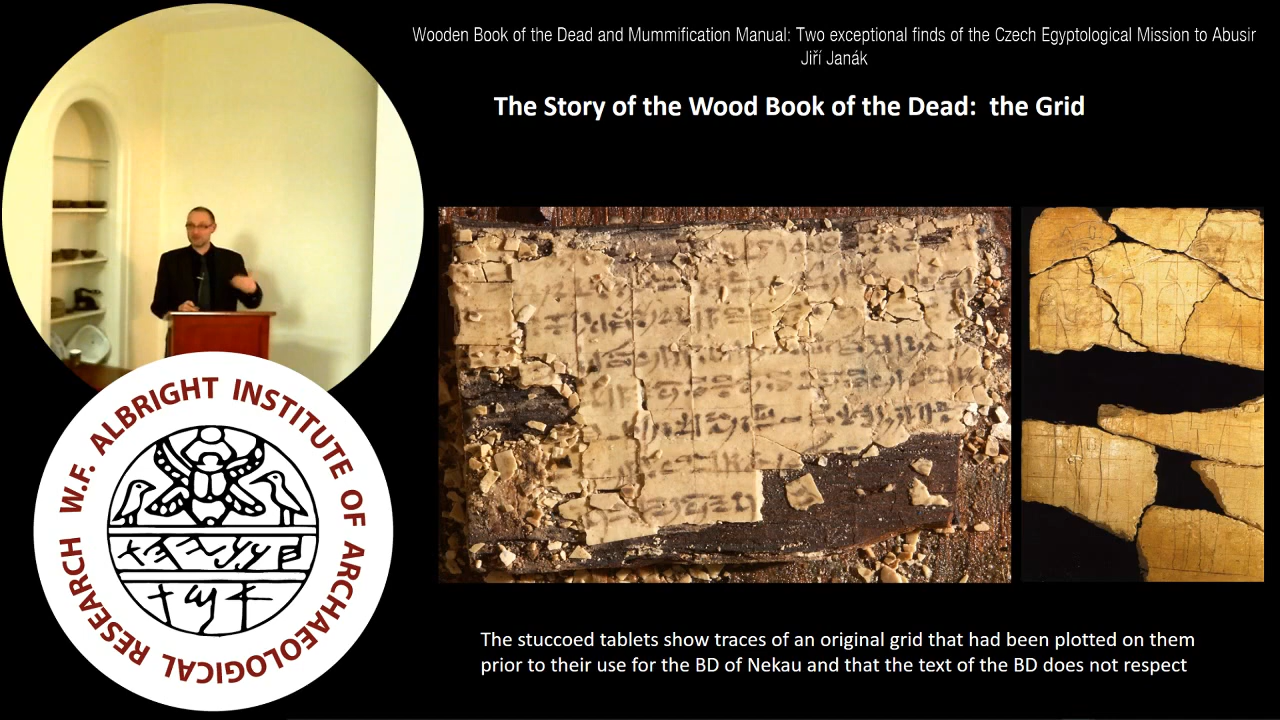 Wooden Book of the Dead and Mummification Manual: Two exceptional finds of the Czech Egyptological Mission to Abusir
Jiří Janák
The Story of the Wood Book of the Dead:  the Grid
W.F. ALBRIGHT INSTITUTE OF ARCHAEOLOGICAL RESEARCH
The stuccoed tablets show traces of an original grid that had been plotted on them
prior to their use for the BD of Nekau and that the text of the BD does not respect